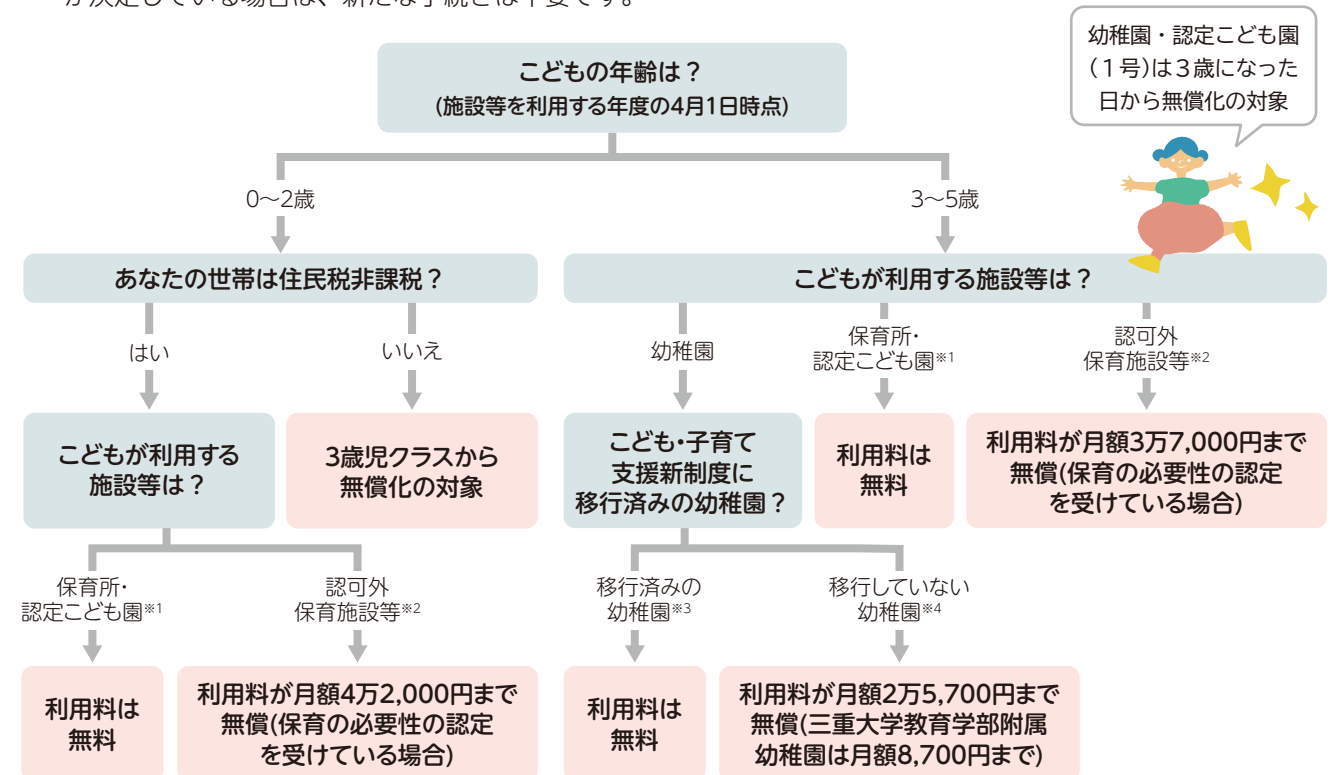 が決定している場合は、新たな手続きは不要です。
幼稚園・認定こども園
(1号)は3歳になった
日から無償化の対象
こどもの年齢は？
(施設等を利用する年度の4月1日時点)
0～2歳
3～5歳
あなたの世帯は住民税非課税？
こどもが利用する施設等は？
はい
いいえ
幼稚園
保育所・
認定こども園※1
認可外
保育施設等※2
こどもが利用する
施設等は？
3歳児クラスから
無償化の対象
こども・子育て
支援新制度に
移行済みの幼稚園？
利用料は
無料
利用料が月額3万7,000円まで
無償(保育の必要性の認定
を受けている場合)
保育所・
認定こども園※1
認可外
保育施設等※2
移行済みの
幼稚園※3
移行していない
幼稚園※4
利用料は
無料
利用料が月額4万2,000円まで
無償(保育の必要性の認定
を受けている場合)
利用料は
無料
利用料が月額2万5,700円まで
無償(三重大学教育学部附属
幼稚園は月額8,700円まで)